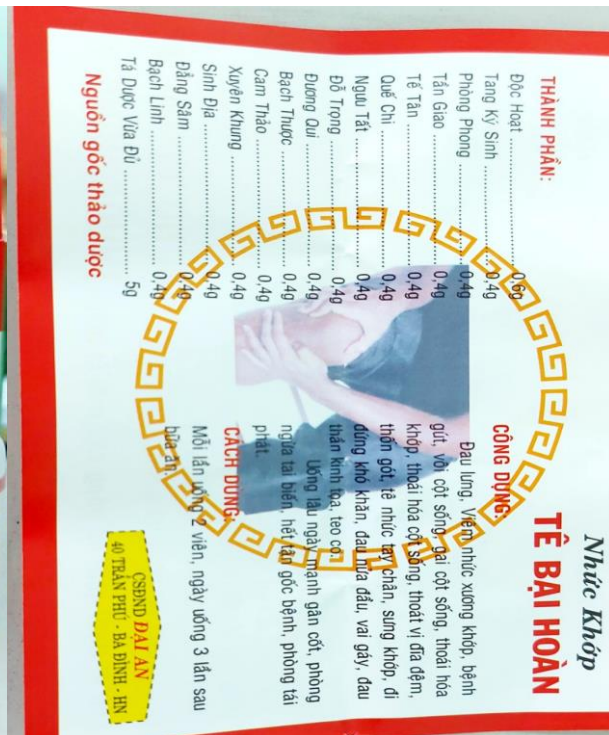 Nhức Khớp
TÊ BẠI HOÀN
THÀNH PHẦN:
Độc Hoạt ........ 0,6g
Tang Ký Sinh ........ 0,4g
Phòng Phong ........ 0,4g
Tần Giao ........ 0,4g
Tế Tân ........ 0,4g
Quế Chi ........ 0,4g
Ngưu Tất ........ 0,4g
Đỗ Trọng ........ 0,4g
Đương Qui ........ 0,4g
Bạch Thược ........ 0,4g
Cam Thảo ........ 0,4g
Xuyên Khung ........ 0,4g
Sinh Địa ........ 0,4g
Đẳng Sâm ........ 0,4g
Bạch Linh ........ 0,4g
Tá Dược Vừa Đủ ........ 5g
Nguồn gốc thảo dược
CÔNG DỤNG:
Đau lưng, Viêm nhức xương khớp, bệnh
gút, vôi cột sống, gai cột sống, thoái hóa
khớp, thoái hóa cột sống, thoát vị đĩa đệm,
thốn gót, tê nhức tay chân, sưng khớp, đi
đứng khó khăn, đau nửa đầu, vai gáy, đau
thần kinh tọa, teo cơ.
Uống lâu ngày mạnh gân cốt, phòng
ngừa tai biến, hết tận gốc bệnh, phòng tái
phát.
CÁCH DÙNG:
Mỗi lần uống 2 viên, ngày uống 3 lần sau
bữa ăn.
CSĐND ĐẠI AN
40 TRẦN PHÚ - BA ĐÌNH - HN